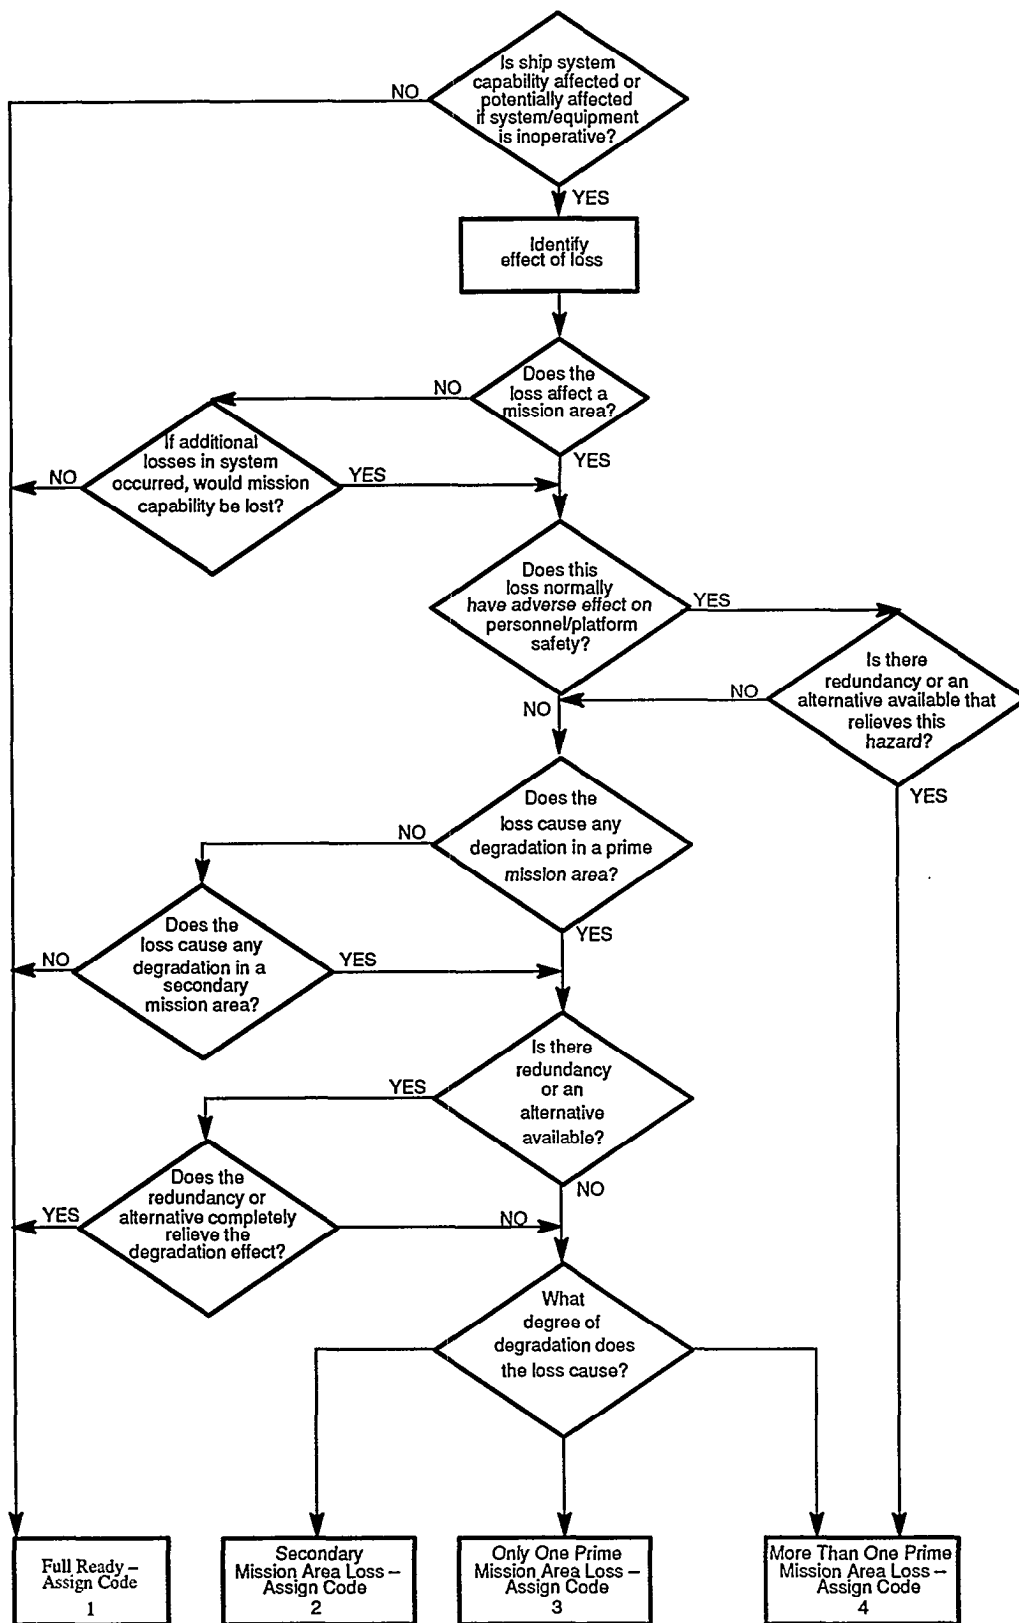 Is ship system
capability affected or
potentially affected
if system/equipment
is inoperative?
NO
YES
Identify
effect of loss
Does the
loss affect a
mission area?
NO
YES
If additional
losses in system
occurred, would mission
capability be lost?
NO
YES
Does this
loss normally
have adverse effect on
personnel/platform
safety?
YES
NO
Is there
redundancy or an
alternative available that
relieves this
hazard?
NO
YES
Does the
loss cause any
degradation in a prime
mission area?
NO
YES
Does the
loss cause any
degradation in a
secondary
mission area?
NO
YES
Is there
redundancy
or an
alternative
available?
YES
NO
Does the
redundancy or
alternative completely
relieve the
degradation effect?
YES
NO
What
degree of
degradation does
the loss cause?
Full Ready –
Assign Code
1
Secondary
Mission Area Loss –
Assign Code
2
Only One Prime
Mission Area Loss –
Assign Code
3
More Than One Prime
Mission Area Loss –
Assign Code
4